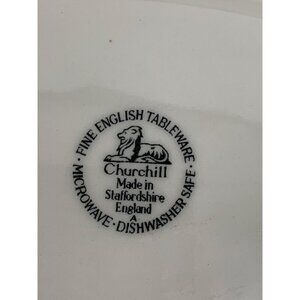 · FINE ENGLISH TABLEWARE ·
Churchill
Made in
Staffordshire
England
A
MICROWAVE · DISHWASHER SAFE